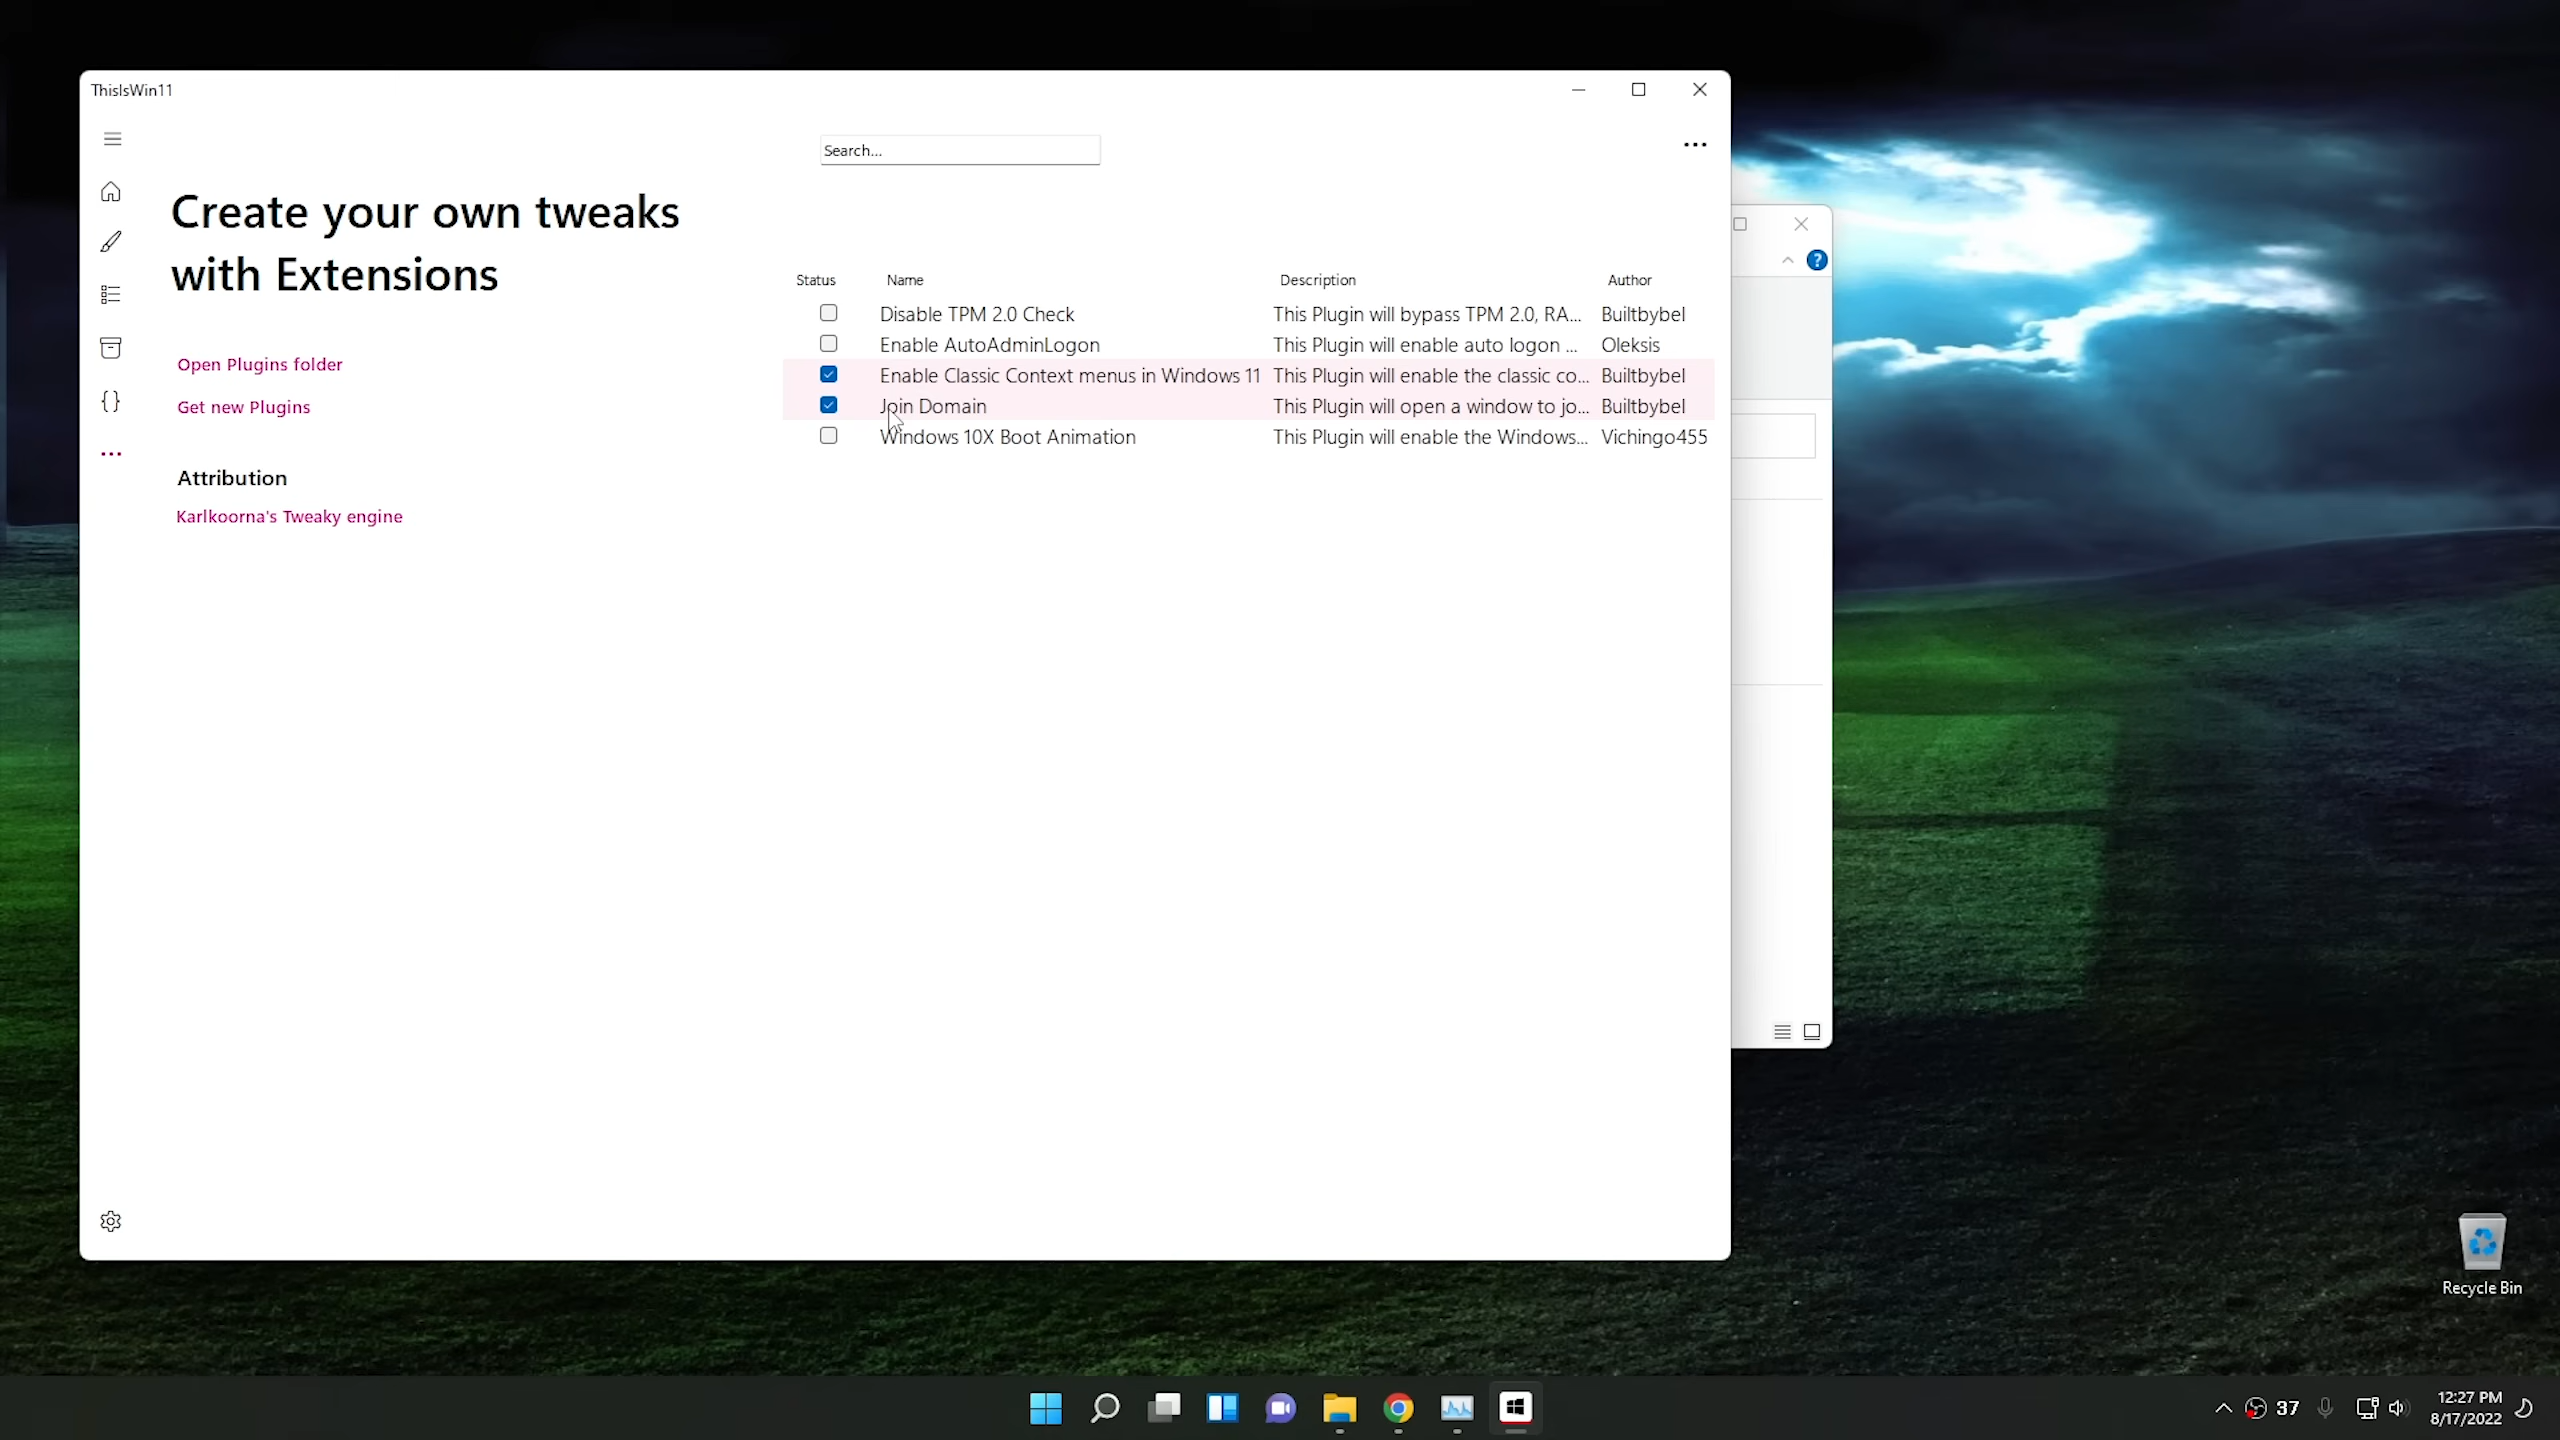 ThisIsWin11
Search...
Create your own tweaks
with Extensions
Open Plugins folder
Get new Plugins
Attribution
Karlkoorna's Tweaky engine
Status Name Description Author
Disable TPM 2.0 Check This Plugin will bypass TPM 2.0, RA... Builtbybel
Enable AutoAdminLogon This Plugin will enable auto logon ... Oleksis
Enable Classic Context menus in Windows 11 This Plugin will enable the classic co... Builtbybel
Join Domain This Plugin will open a window to jo... Builtbybel
Windows 10X Boot Animation This Plugin will enable the Windows... Vichingo455
?
Recycle Bin
37
12:27 PM
8/17/2022